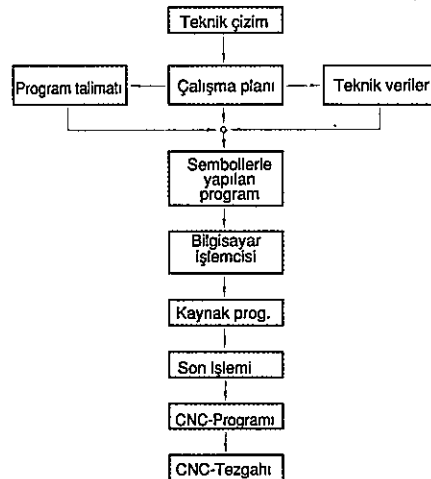 Teknik çizim
Program talimatı
Çalışma planı
Teknik veriler
Sembollerle
yapılan
program
Bilgisayar
işlemcisi
Kaynak prog.
Son İşlemi
CNC-Programı
CNC-Tezgahı